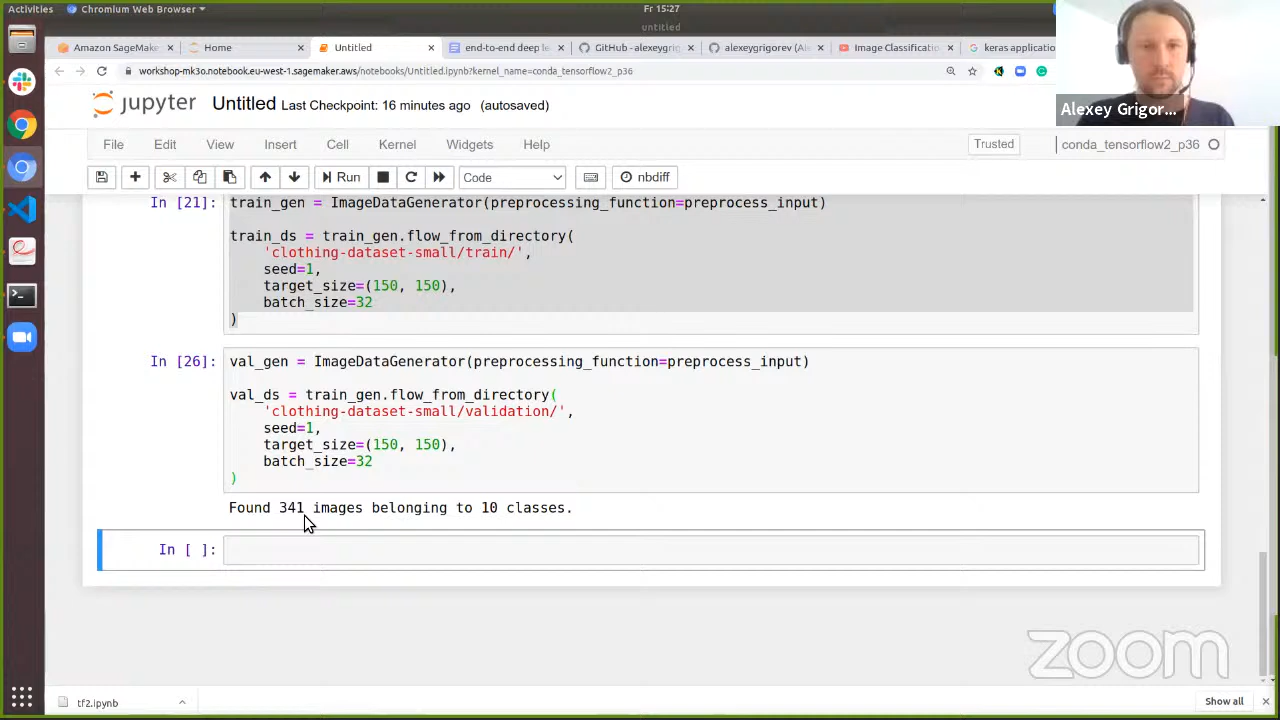 Activities
Chromium Web Browser
Fr 15:27
untitled
Amazon SageMake
Home
Untitled
end-to-end deep le
GitHub - alexeygri
alexeygrigorev (Ale
Image Classificatio
keras applicatio
workshop-mk3o.notebook.eu-west-1.sagemaker.aws/notebooks/Untitled.ipynb?kernel_name=conda_tensorflow2_p36
jupyter Untitled Last Checkpoint: 16 minutes ago (autosaved)
Alexey Grigor...
File Edit View Insert Cell Kernel Widgets Help
Trusted
conda_tensorflow2_p36
Run
Code
nbdiff
In [21]: train_gen = ImageDataGenerator(preprocessing_function=preprocess_input)
train_ds = train_gen.flow_from_directory(
'clothing-dataset-small/train/',
seed=1,
target_size=(150, 150),
batch_size=32
)
In [26]: val_gen = ImageDataGenerator(preprocessing_function=preprocess_input)
val_ds = train_gen.flow_from_directory(
'clothing-dataset-small/validation/',
seed=1,
target_size=(150, 150),
batch_size=32
)
Found 341 images belonging to 10 classes.
In [ ]:
zoom
tf2.ipynb
Show all